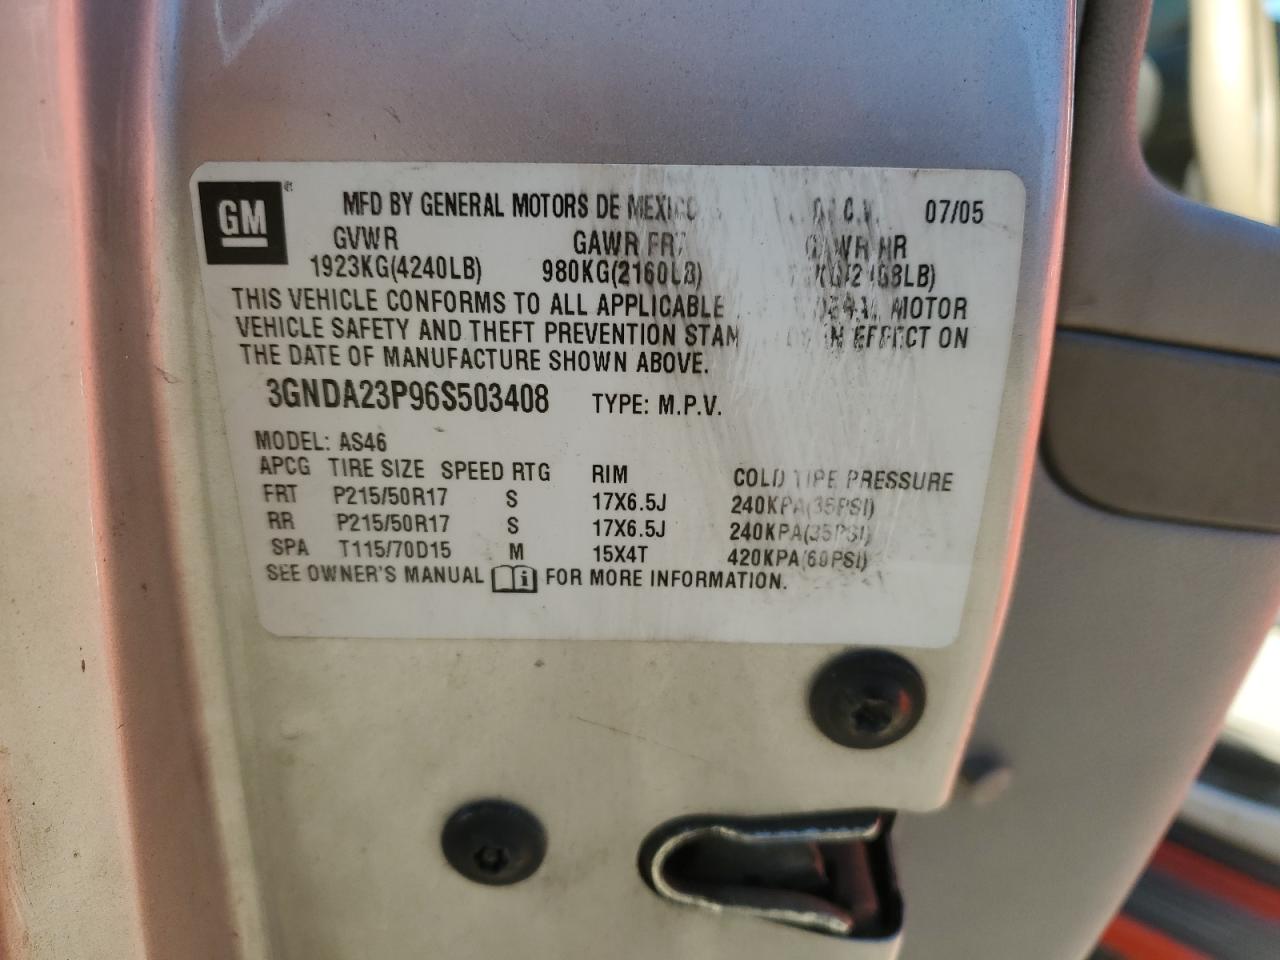 GM
MFD BY GENERAL MOTORS DE MEXICO C.V. 07/05
GVWR GAWR FRT GAWR RR
1923KG(4240LB) 980KG(2160LB)
THIS VEHICLE CONFORMS TO ALL APPLICABLE MOTOR
VEHICLE SAFETY AND THEFT PREVENTION IN EFFECT ON
THE DATE OF MANUFACTURE SHOWN ABOVE.
3GNDA23P96S503408 TYPE: M.P.V.
MODEL: AS46
APCG TIRE SIZE SPEED RTG RIM COLD TIRE PRESSURE
FRT P215/50R17 S 17X6.5J 240KPA(35PSI)
RR P215/50R17 S 17X6.5J 240KPA(35PSI)
SPA T115/70D15 M 15X4T 420KPA(60PSI)
SEE OWNER'S MANUAL i FOR MORE INFORMATION.